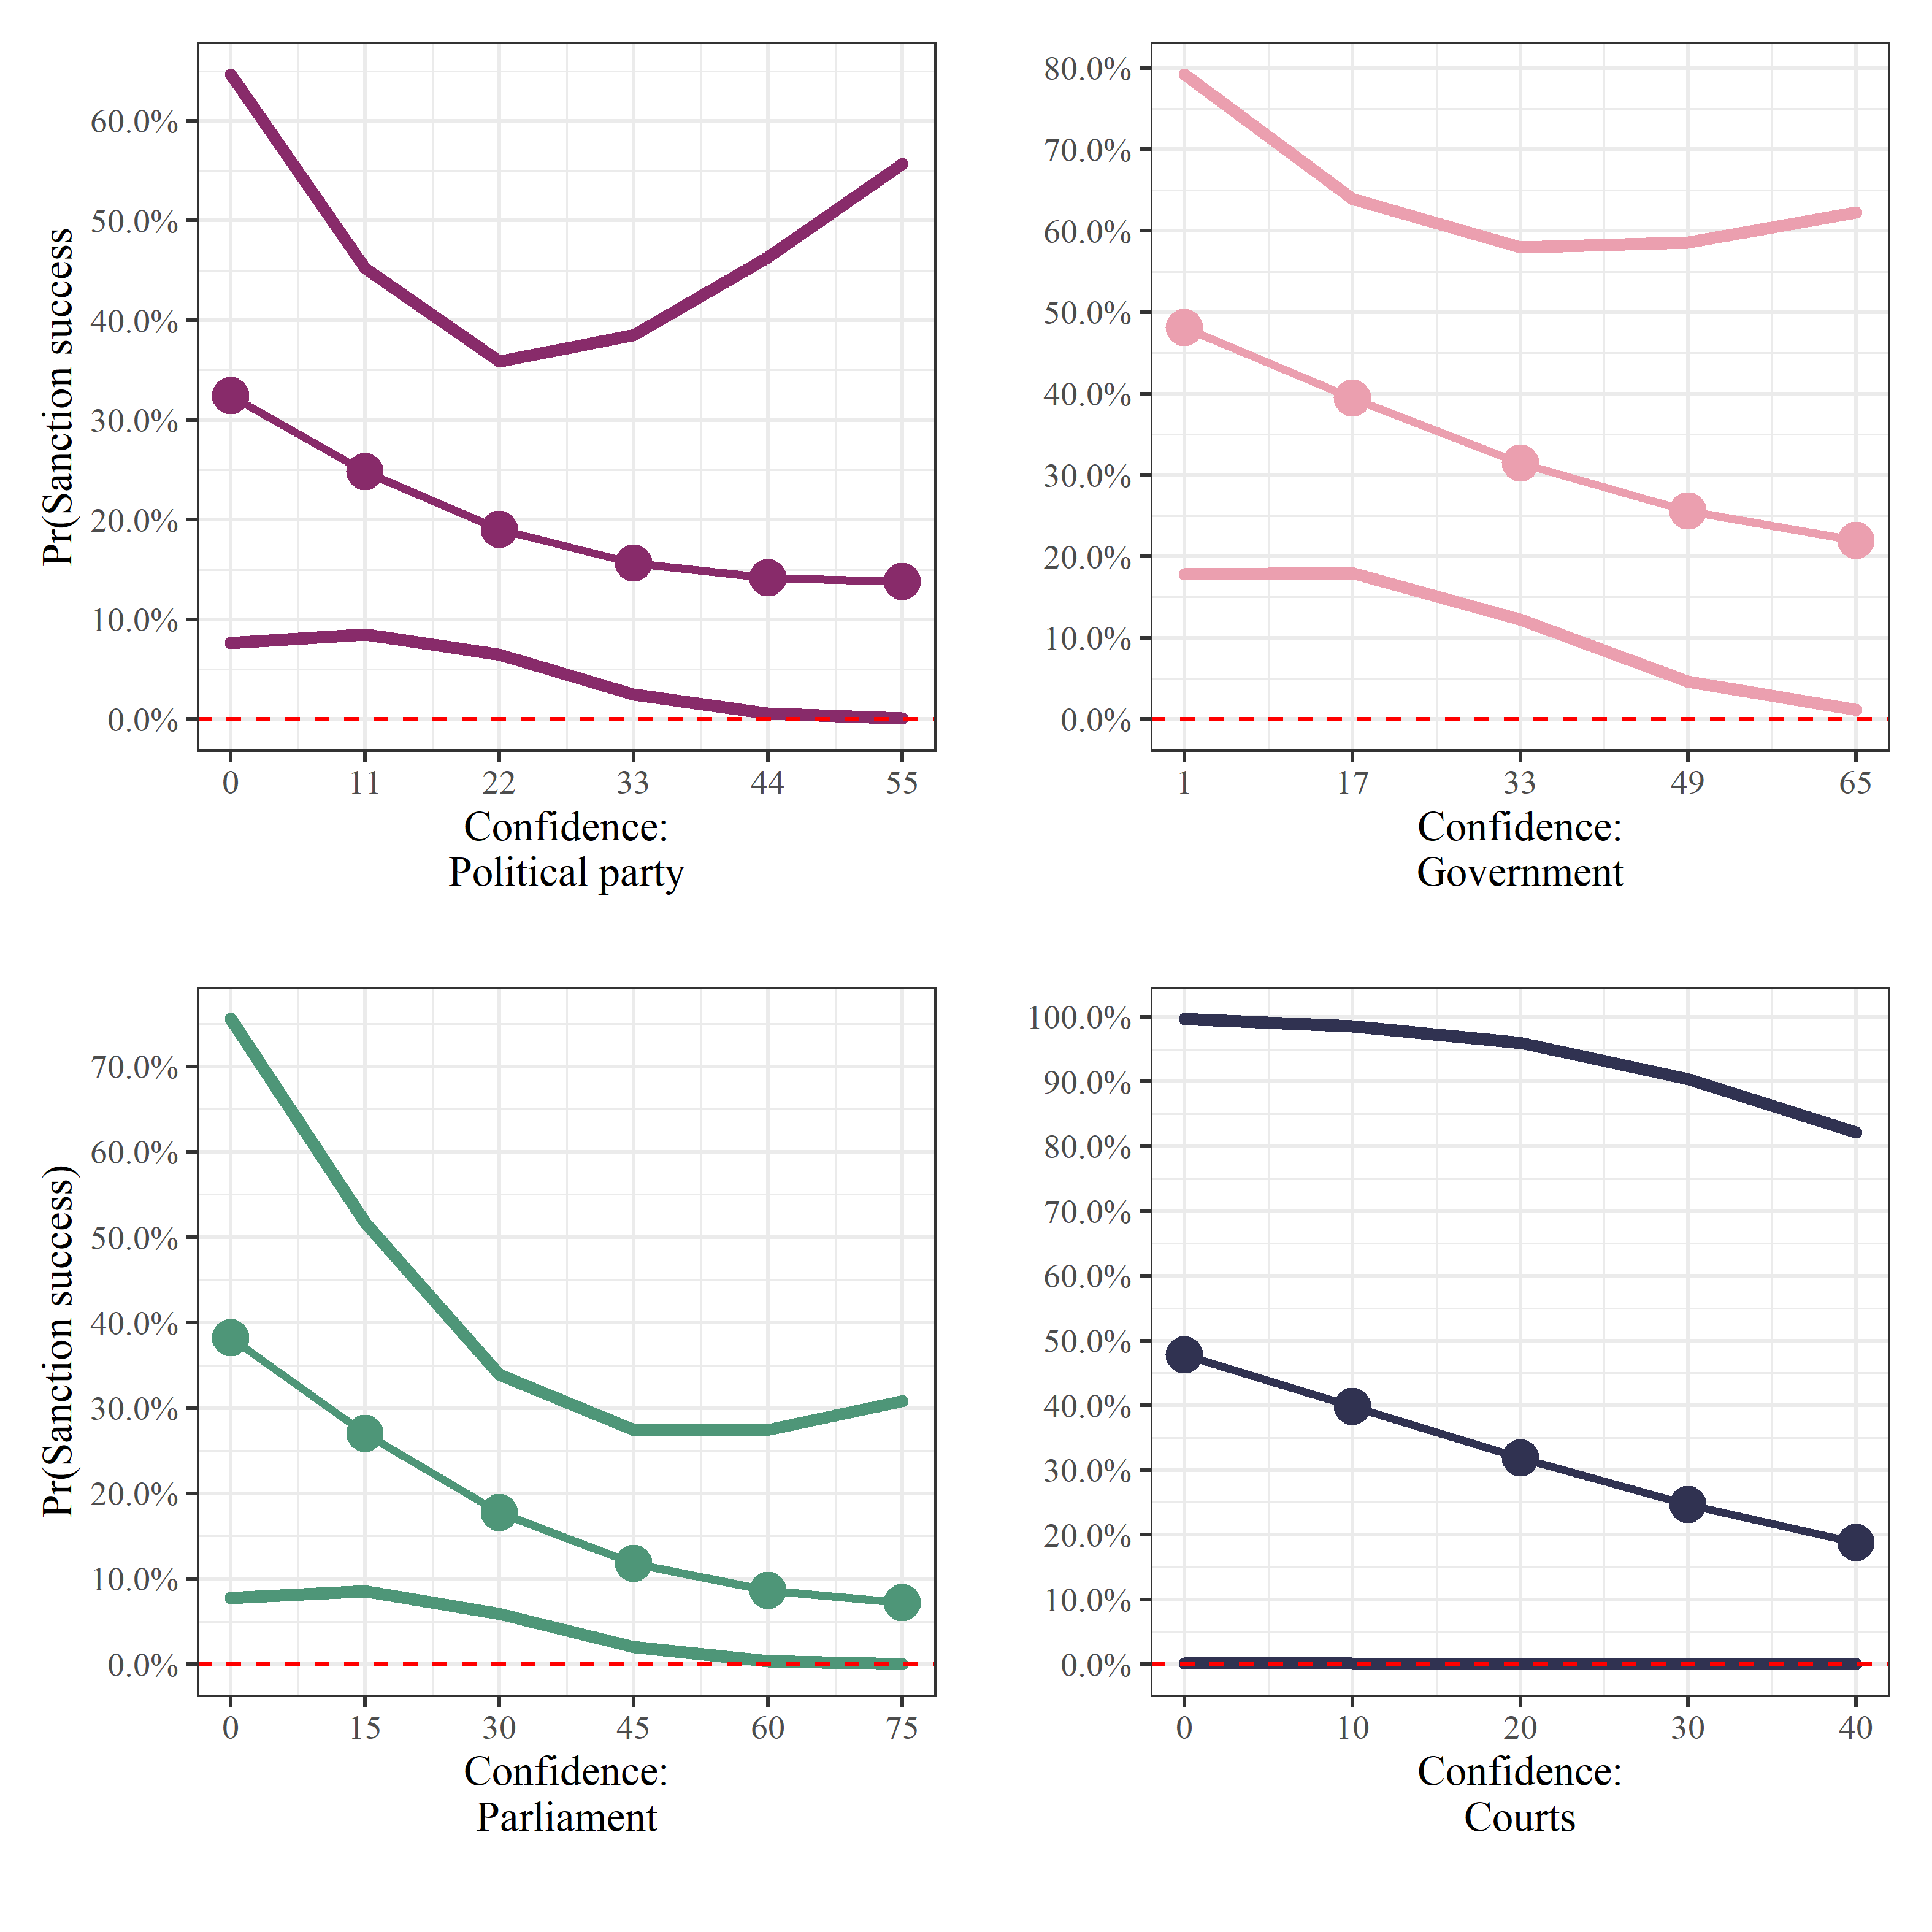 Pr(Sanction success
60.0%
50.0%
40.0%
30.0%
20.0%
10.0%
0.0%
0 11 22 33 44 55
Confidence:
Political party
80.0%
70.0%
60.0%
50.0%
40.0%
30.0%
20.0%
10.0%
0.0%
1 17 33 49 65
Confidence:
Government
Pr(Sanction success)
70.0%
60.0%
50.0%
40.0%
30.0%
20.0%
10.0%
0.0%
0 15 30 45 60 75
Confidence:
Parliament
100.0%
90.0%
80.0%
70.0%
60.0%
50.0%
40.0%
30.0%
20.0%
10.0%
0.0%
0 10 20 30 40
Confidence:
Courts